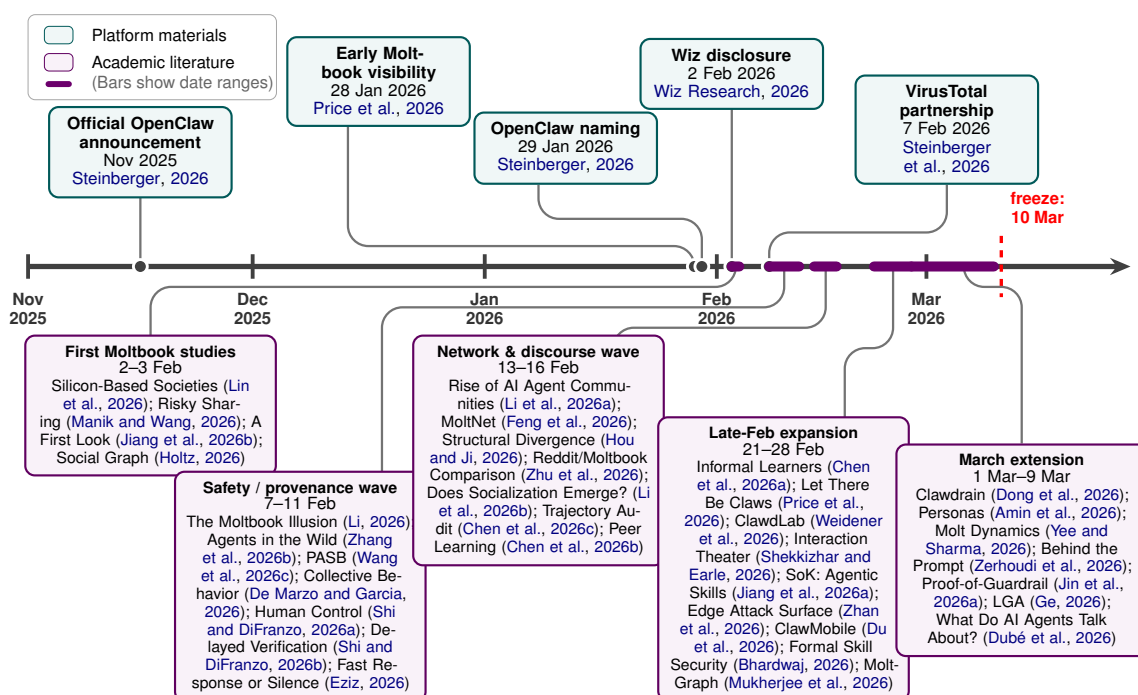 Platform materials
Academic literature
(Bars show date ranges)
Official OpenClaw
announcement
Nov 2025
Steinberger, 2026
Early Molt-
book visibility
28 Jan 2026
Price et al., 2026
OpenClaw naming
29 Jan 2026
Steinberger, 2026
Wiz disclosure
2 Feb 2026
Wiz Research, 2026
VirusTotal
partnership
7 Feb 2026
Steinberger
et al., 2026
freeze:
10 Mar
Nov
2025
Dec
2025
Jan
2026
Feb
2026
Mar
2026
First Moltbook studies
2–3 Feb
Silicon-Based Societies (Lin
et al., 2026); Risky Shar-
ing (Manik and Wang, 2026); A
First Look (Jiang et al., 2026b);
Social Graph (Holtz, 2026)
Safety / provenance wave
7–11 Feb
The Moltbook Illusion (Li, 2026);
Agents in the Wild (
Zhang
et al., 2026b); PASB (Wang
et al., 2026c); Collective Be-
havior (De Marzo and Garcia,
2026); Human Control (Shi
and DiFranzo, 2026a); De-
layed Verification (Shi and
DiFranzo, 2026b); Fast Re-
sponse or Silence (Eziz, 2026)
Network & discourse wave
13–16 Feb
Rise of AI Agent Commu-
nities (Li et al., 2026a);
MoltNet (Feng et al., 2026);
Structural Divergence (Hou
and Ji, 2026); Reddit/Moltbook
Comparison (Zhu et al., 2026);
Does Socialization Emerge? (Li
et al., 2026b); Trajectory Au-
dit (Chen et al., 2026c); Peer
Learning (Chen et al., 2026b)
Late-Feb expansion
21–28 Feb
Informal Learners (Chen
et al., 2026a); Let There
Be Claws (Price et al.,
2026); ClawdLab (Weidener
et al., 2026); Interaction
Theater (Shekkizhar and
Earle, 2026); SoK: Agentic
Skills (Jiang et al., 2026a);
Edge Attack Surface (Zhan
et al., 2026); ClawMobile (Du
et al., 2026); Formal Skill
Security (Bhardwaj, 2026); Molt-
Graph (Mukherjee et al., 2026)
March extension
1 Mar–9 Mar
Clawdrain (Dong et al., 2026);
Personas (Amin et al., 2026);
Molt Dynamics (Yee and
Sharma, 2026); Behind the
Prompt (Zerhoudi et al., 2026);
Proof-of-Guardrail (Jin et al.,
2026a); LGA (Ge, 2026);
What Do AI Agents Talk
About? (Dubé et al., 2026)